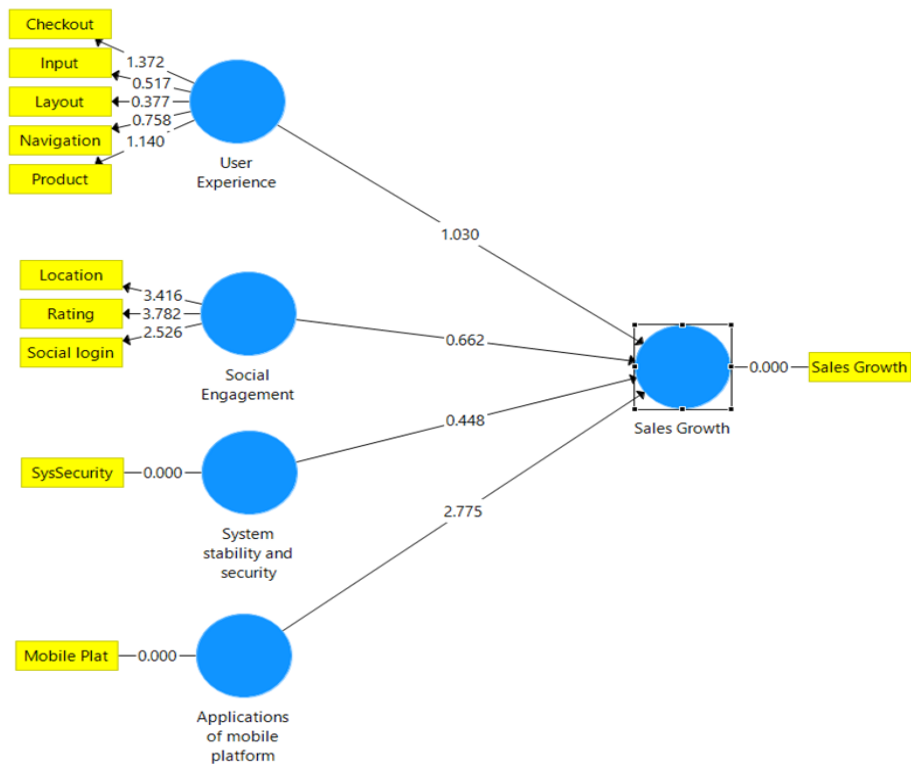 Checkout
Input
Layout
Navigation
Product
1.372
0.517
0.377
0.758
1.140
User
Experience
1.030
Location
Rating
Social login
3.416
3.782
2.526
Social
Engagement
0.662
SysSecurity
0.000
System
stability and
security
0.448
Mobile Plat
0.000
Applications
of mobile
platform
2.775
Sales Growth
0.000
Sales Growth